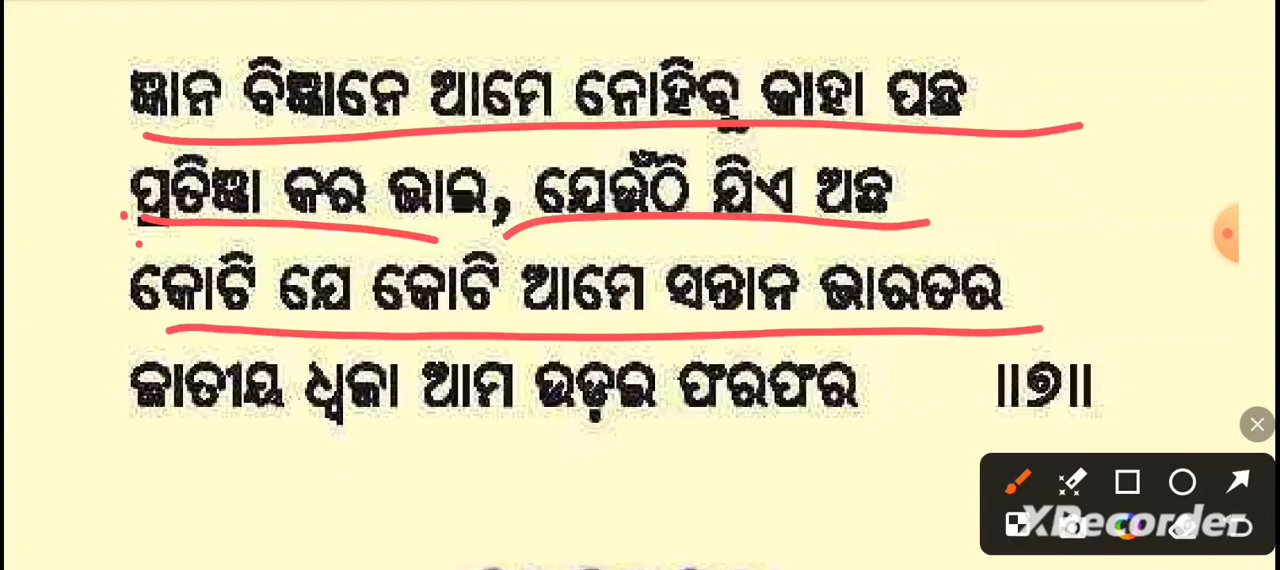 ଜ୍ଞାନ ବିଜ୍ଞାନେ ଆମେ ନୋହିବୁ କାହା ପଛ
ପ୍ରତିଜ୍ଞା କର ଭାଇ, ଯେଉଁଠି ଯିଏ ଅଛ
କୋଟି ଯେ କୋଟି ଆମେ ସନ୍ତାନ ଭାରତର
ଜାତୀୟ ଧ୍ୱଜା ଆମ ଉଡ଼ଇ ଫରଫର ॥୭॥
XRecorder